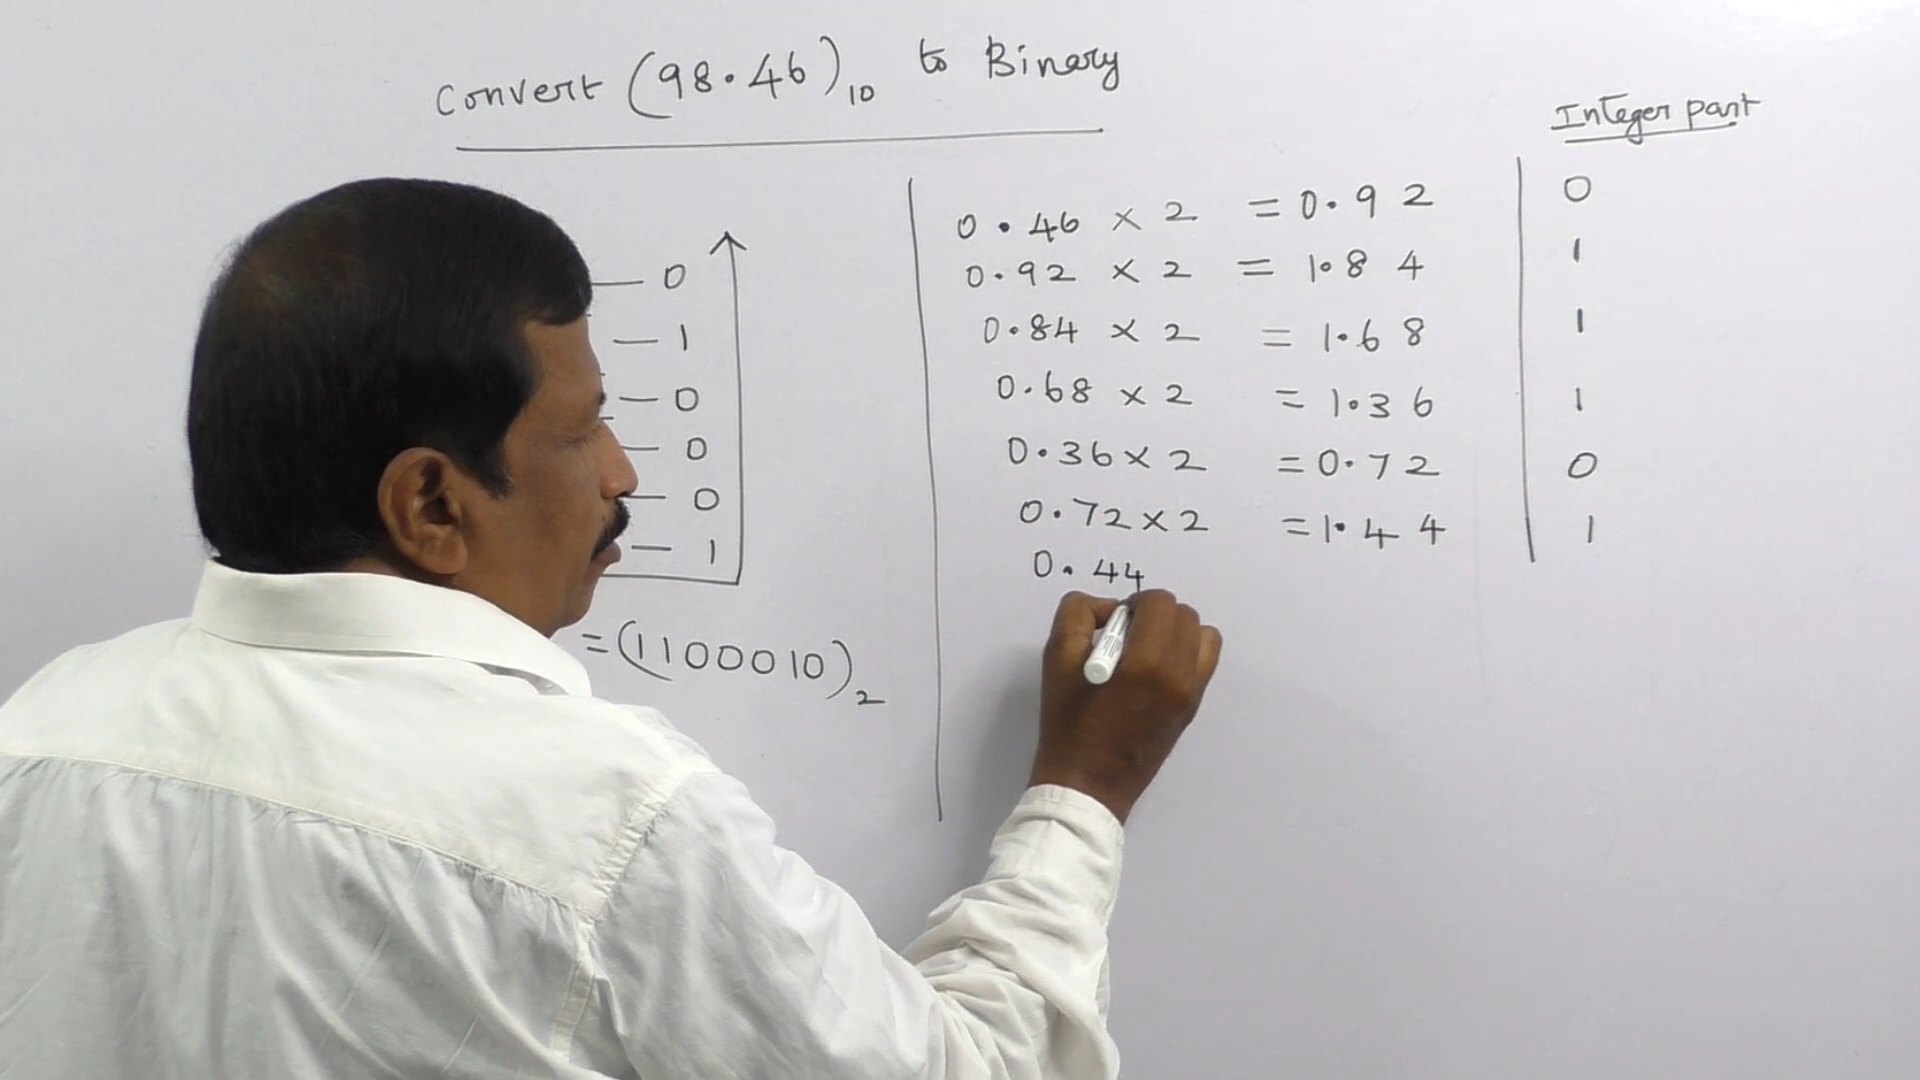 Convert (98.46)10 to Binary
— 0
— 1
— 0
— 0
— 0
— 1
= (1100010)2
0.46 × 2 = 0.92
0.92 × 2 = 1.84
0.84 × 2 = 1.68
0.68 × 2 = 1.36
0.36 × 2 = 0.72
0.72 × 2 = 1.44
0.44
Integer part
0
1
1
1
0
1